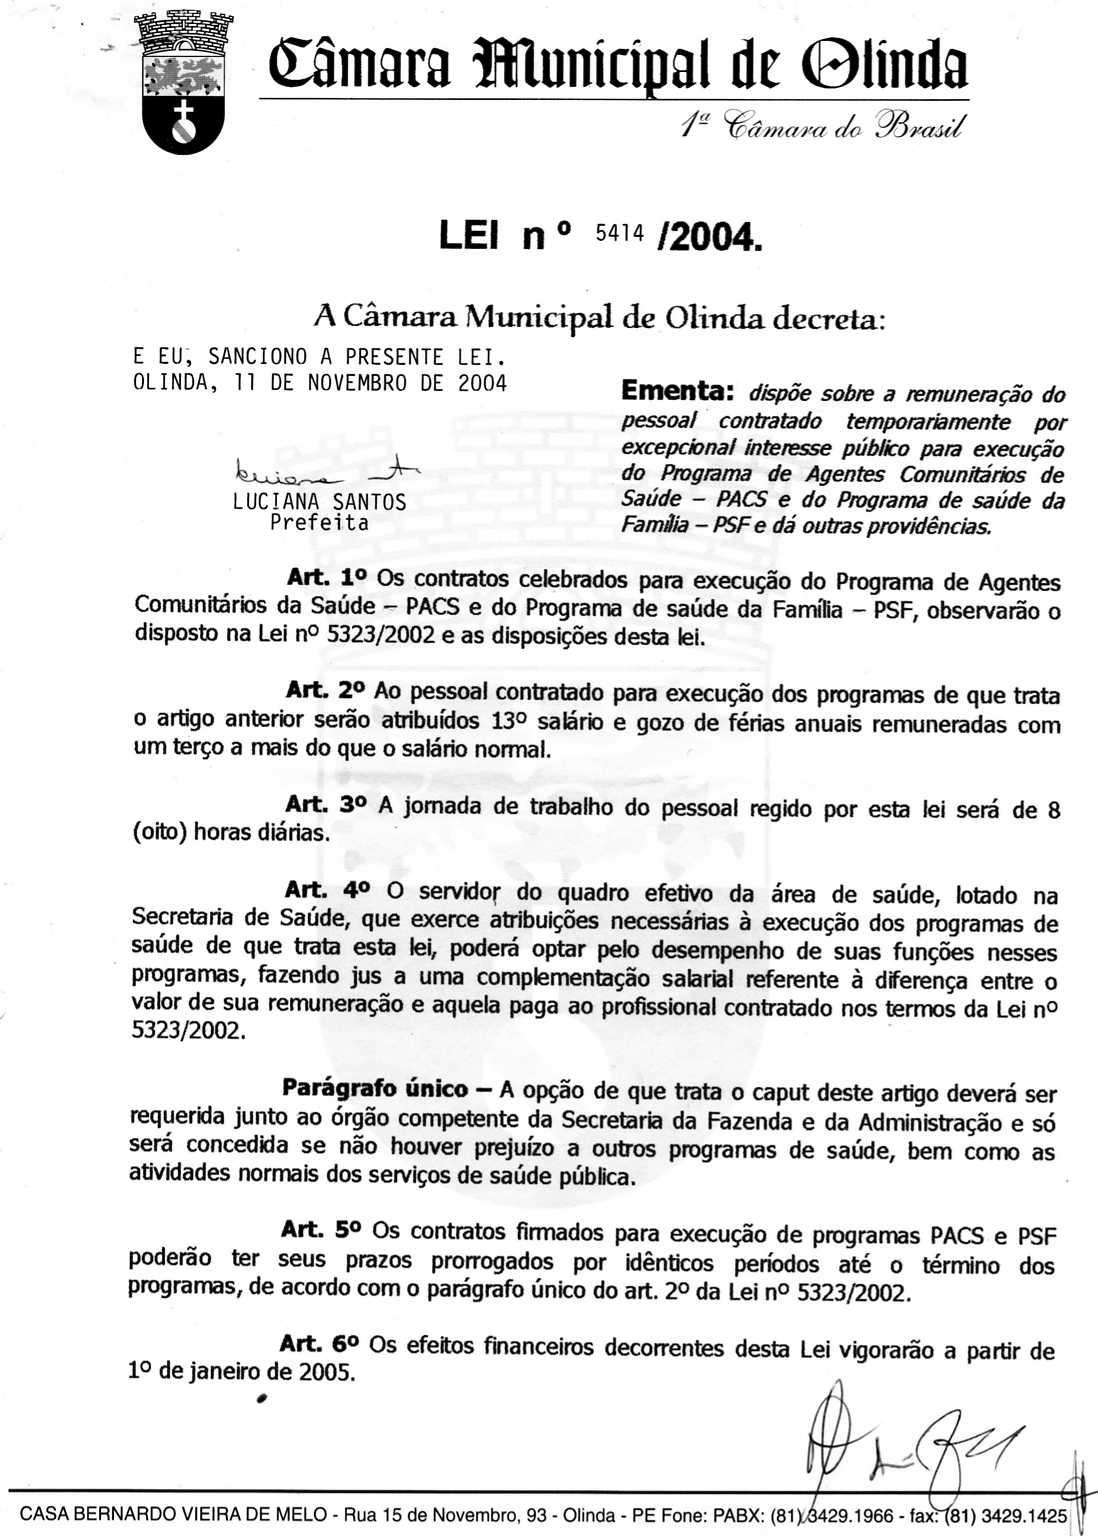 Câmara Municipal de Olinda
1ª Câmara do Brasil
LEI nº 5414 /2004.
A Câmara Municipal de Olinda decreta:
E EU, SANCIONO A PRESENTE LEI.
OLINDA, 11 DE NOVEMBRO DE 2004
LUCIANA SANTOS
Prefeita
Ementa: dispõe sobre a remuneração do
pessoal contratado temporariamente por
excepcional interesse público para execução
do Programa de Agentes Comunitários de
Saúde – PACS e do Programa de saúde da
Família – PSF e dá outras providências.
Art. 1º Os contratos celebrados para execução do Programa de Agentes
Comunitários da Saúde – PACS e do Programa de saúde da Família – PSF, observarão o
disposto na Lei nº 5323/2002 e as disposições desta lei.
Art. 2º Ao pessoal contratado para execução dos programas de que trata
o artigo anterior serão atribuídos 13º salário e gozo de férias anuais remuneradas com
um terço a mais do que o salário normal.
Art. 3º A jornada de trabalho do pessoal regido por esta lei será de 8
(oito) horas diárias.
Art. 4º O servidor do quadro efetivo da área de saúde, lotado na
Secretaria de Saúde, que exerce atribuições necessárias à execução dos programas de
saúde de que trata esta lei, poderá optar pelo desempenho de suas funções nesses
programas, fazendo jus a uma complementação salarial referente à diferença entre o
valor de sua remuneração e aquela paga ao profissional contratado nos termos da Lei nº
5323/2002.
Parágrafo único – A opção de que trata o caput deste artigo deverá ser
requerida junto ao órgão competente da Secretaria da Fazenda e da Administração e só
será concedida se não houver prejuízo a outros programas de saúde, bem como as
atividades normais dos serviços de saúde pública.
Art. 5º Os contratos firmados para execução de programas PACS e PSF
poderão ter seus prazos prorrogados por idênticos períodos até o término dos
programas, de acordo com o parágrafo único do art. 2º da Lei nº 5323/2002.
Art. 6º Os efeitos financeiros decorrentes desta Lei vigorarão a partir de
1º de janeiro de 2005.
CASA BERNARDO VIEIRA DE MELO - Rua 15 de Novembro, 93 - Olinda - PE Fone: PABX: (81) 3429.1966 - fax: (81) 3429.1425